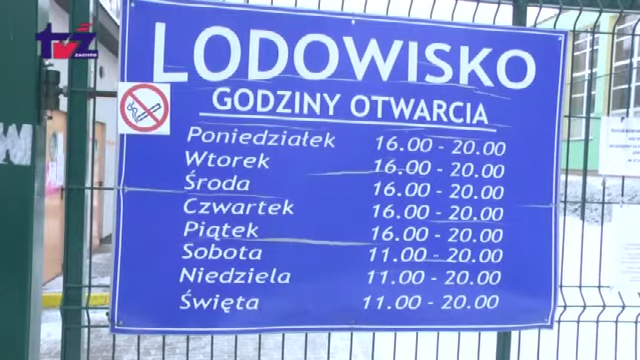 tvż
ZACHÓD
LODOWISKO
GODZINY OTWARCIA
Poniedziałek 16.00 - 20.00
Wtorek 16.00 - 20.00
Środa 16.00 - 20.00
Czwartek 16.00 - 20.00
Piątek 16.00 - 20.00
Sobota 11.00 - 20.00
Niedziela 11.00 - 20.00
Święta 11.00 - 20.00